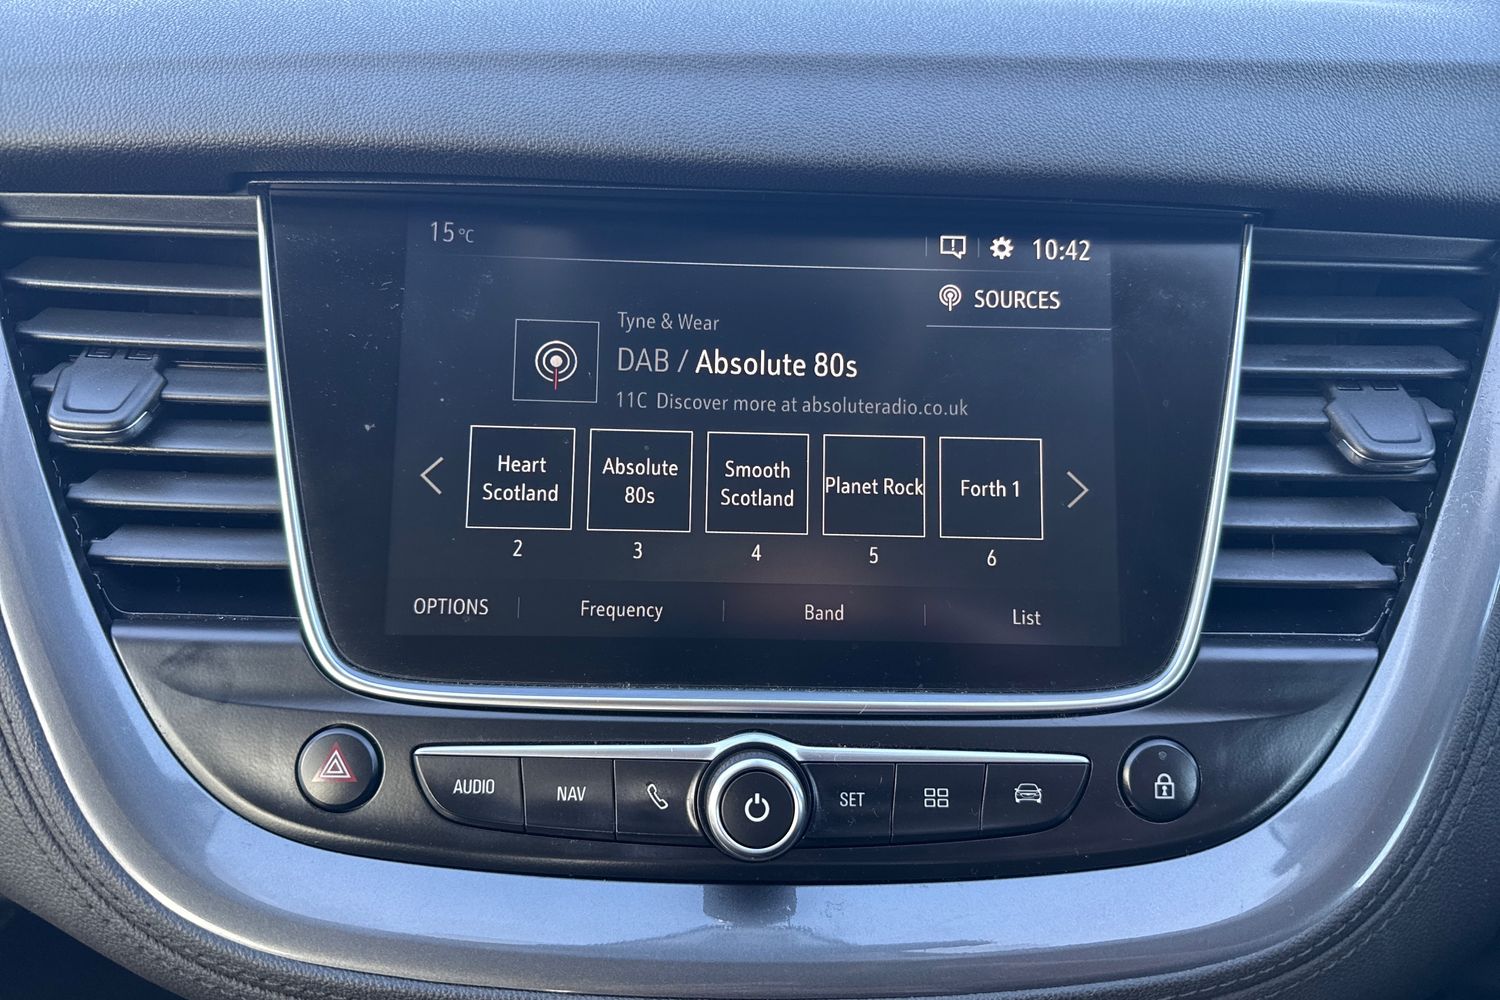 15°C
10:42
SOURCES
Tyne & Wear
DAB / Absolute 80s
11C Discover more at absoluteradio.co.uk
Heart
Scotland
Absolute
80s
Smooth
Scotland
Planet Rock
Forth 1
2
3
4
5
6
OPTIONS
Frequency
Band
List
AUDIO
NAV
SET